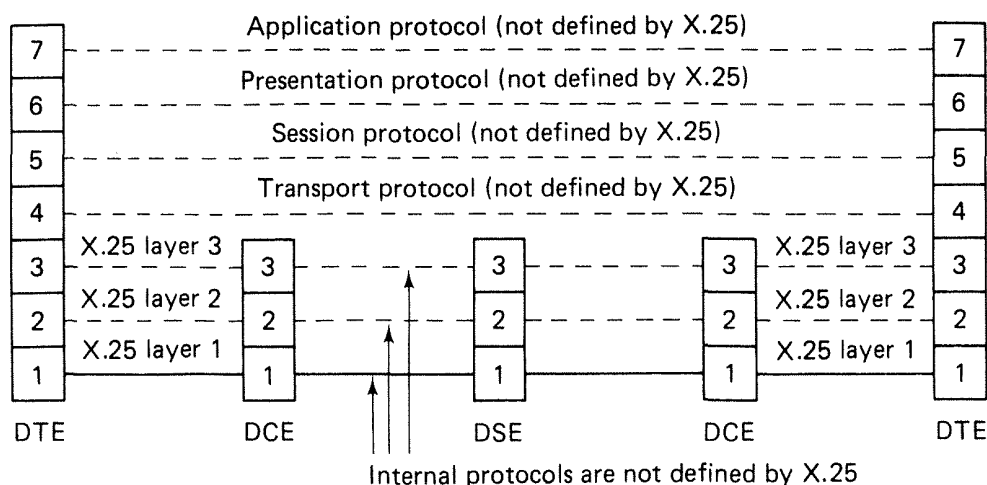 Application protocol (not defined by X.25)
7 7
Presentation protocol (not defined by X.25)
6 6
Session protocol (not defined by X.25)
5 5
Transport protocol (not defined by X.25)
4 4
X.25 layer 3 X.25 layer 3
3 3 3 3 3
X.25 layer 2 X.25 layer 2
2 2 2 2 2
X.25 layer 1 X.25 layer 1
1 1 1 1 1
DTE DCE DSE DCE DTE
Internal protocols are not defined by X.25